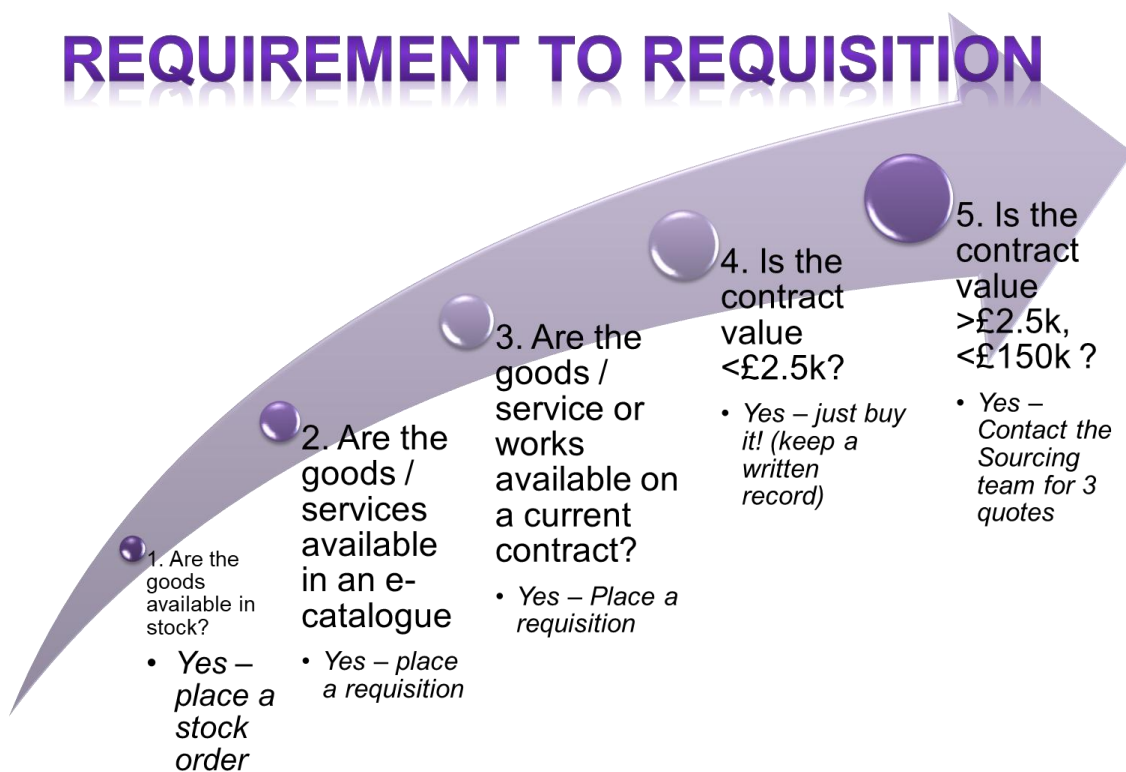 REQUIREMENT TO REQUISITION
1. Are the
goods
available in
stock?
• Yes –
place a
stock
order
2. Are the
goods /
services
available
in an e-
catalogue
• Yes – place
a requisition
3. Are the
goods /
service or
works
available on
a current
contract?
• Yes – Place a
requisition
4. Is the
contract
value
<£2.5k?
• Yes – just buy
it! (keep a
written
record)
5. Is the
contract
value
>£2.5k,
<£150k ?
• Yes –
Contact the
Sourcing
team for 3
quotes